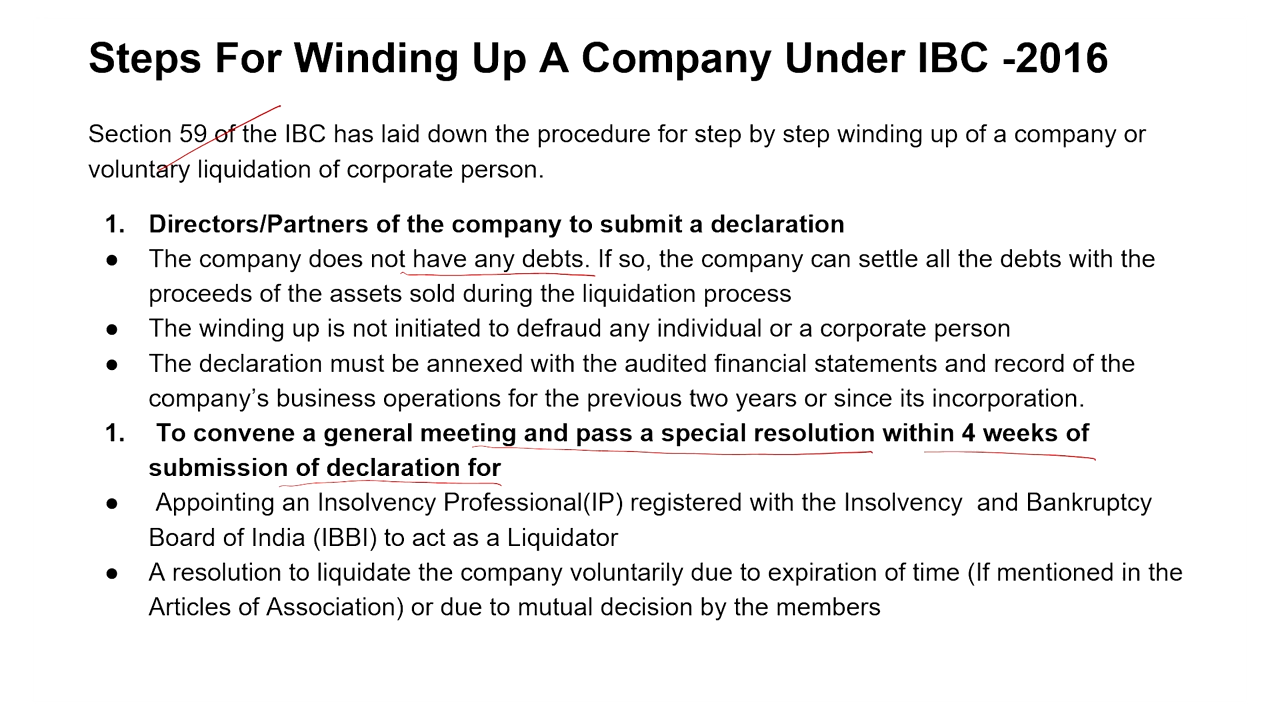 Steps For Winding Up A Company Under IBC -2016
Section 59 of the IBC has laid down the procedure for step by step winding up of a company or
voluntary liquidation of corporate person.
1. Directors/Partners of the company to submit a declaration
● The company does not have any debts. If so, the company can settle all the debts with the
proceeds of the assets sold during the liquidation process
● The winding up is not initiated to defraud any individual or a corporate person
● The declaration must be annexed with the audited financial statements and record of the
company’s business operations for the previous two years or since its incorporation.
1. To convene a general meeting and pass a special resolution within 4 weeks of
submission of declaration for
● Appointing an Insolvency Professional(IP) registered with the Insolvency and Bankruptcy
Board of India (IBBI) to act as a Liquidator
● A resolution to liquidate the company voluntarily due to expiration of time (If mentioned in the
Articles of Association) or due to mutual decision by the members